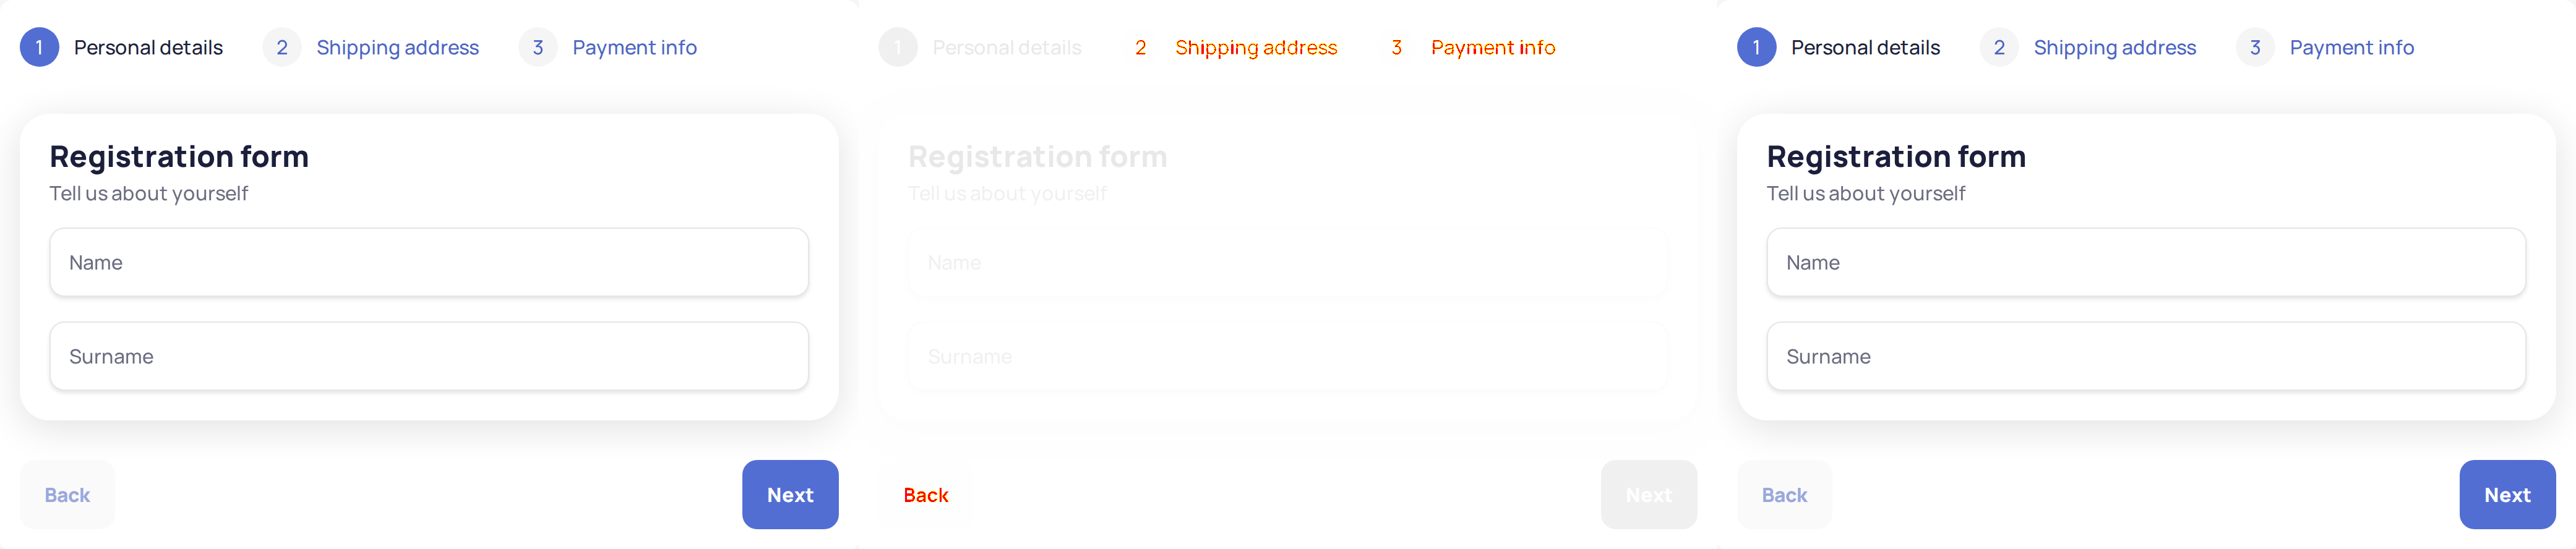 1 Personal details 2 Shipping address 3 Payment info
Registration form
Tell us about yourself
Name
Surname
Back Next
1 Personal details 2 Shipping address 3 Payment info
Registration form
Tell us about yourself
Name
Surname
Back Next
1 Personal details 2 Shipping address 3 Payment info
Registration form
Tell us about yourself
Name
Surname
Back Next